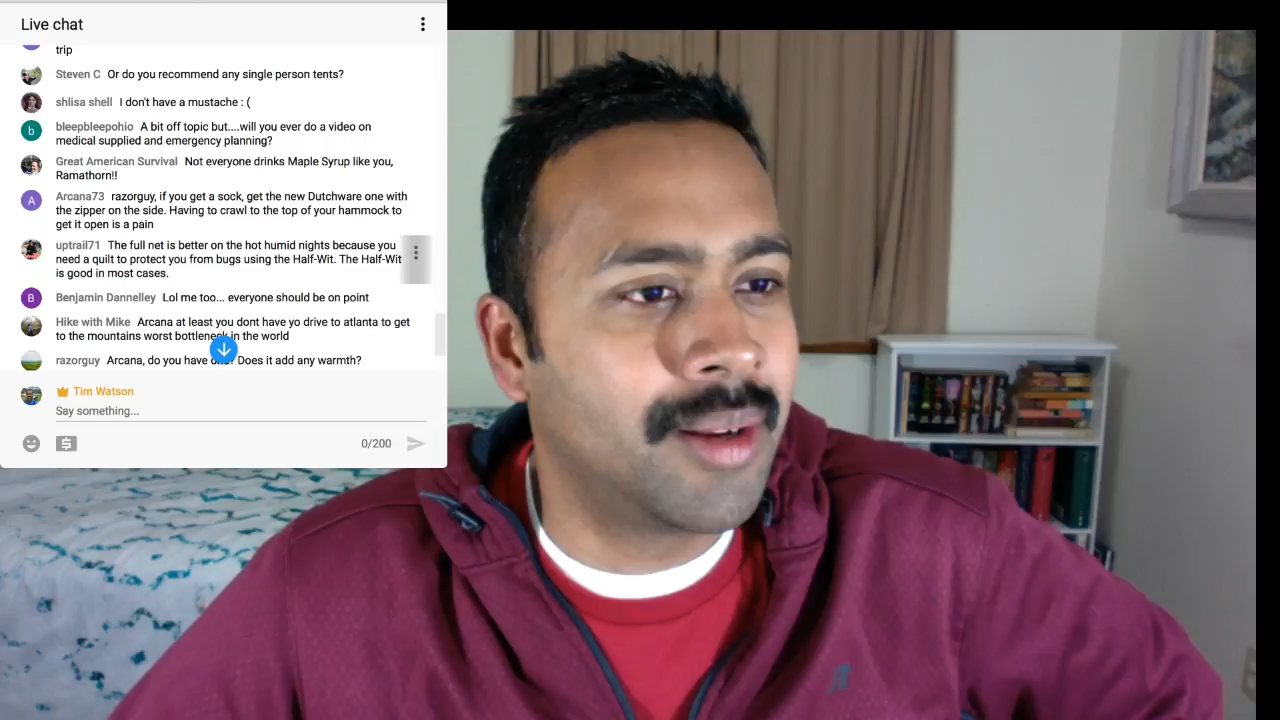 Live chat
trip
Steven C Or do you recommend any single person tents?
shlisa shell I don't have a mustache : (
b
bleepbleepohio A bit off topic but....will you ever do a video on
medical supplied and emergency planning?
Great American Survival Not everyone drinks Maple Syrup like you,
Ramathorn!!
A
Arcana73 razorguy, if you get a sock, get the new Dutchware one with
the zipper on the side. Having to crawl to the top of your hammock to
get it open is a pain
uptrail71 The full net is better on the hot humid nights because you
need a quilt to protect you from bugs using the Half-Wit. The Half-Wit
is good in most cases.
B
Benjamin Dannelley Lol me too... everyone should be on point
Hike with Mike Arcana at least you dont have yo drive to atlanta to get
to the mountains worst bottleneck in the world
razorguy Arcana, do you have Does it add any warmth?
Tim Watson
Say something...
$
0/200